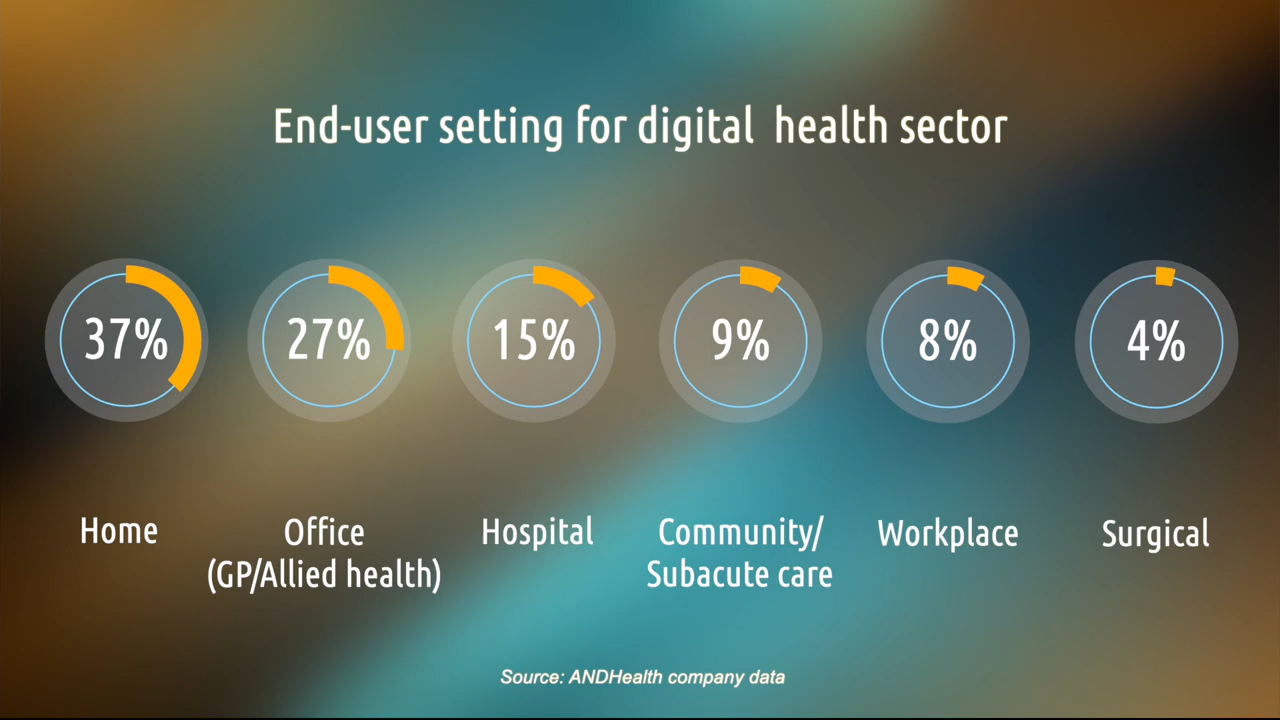 End-user setting for digital health sector
37%
27%
15%
9%
8%
4%
Home
Office
(GP/Allied health)
Hospital
Community/
Subacute care
Workplace
Surgical
Source: ANDHealth company data